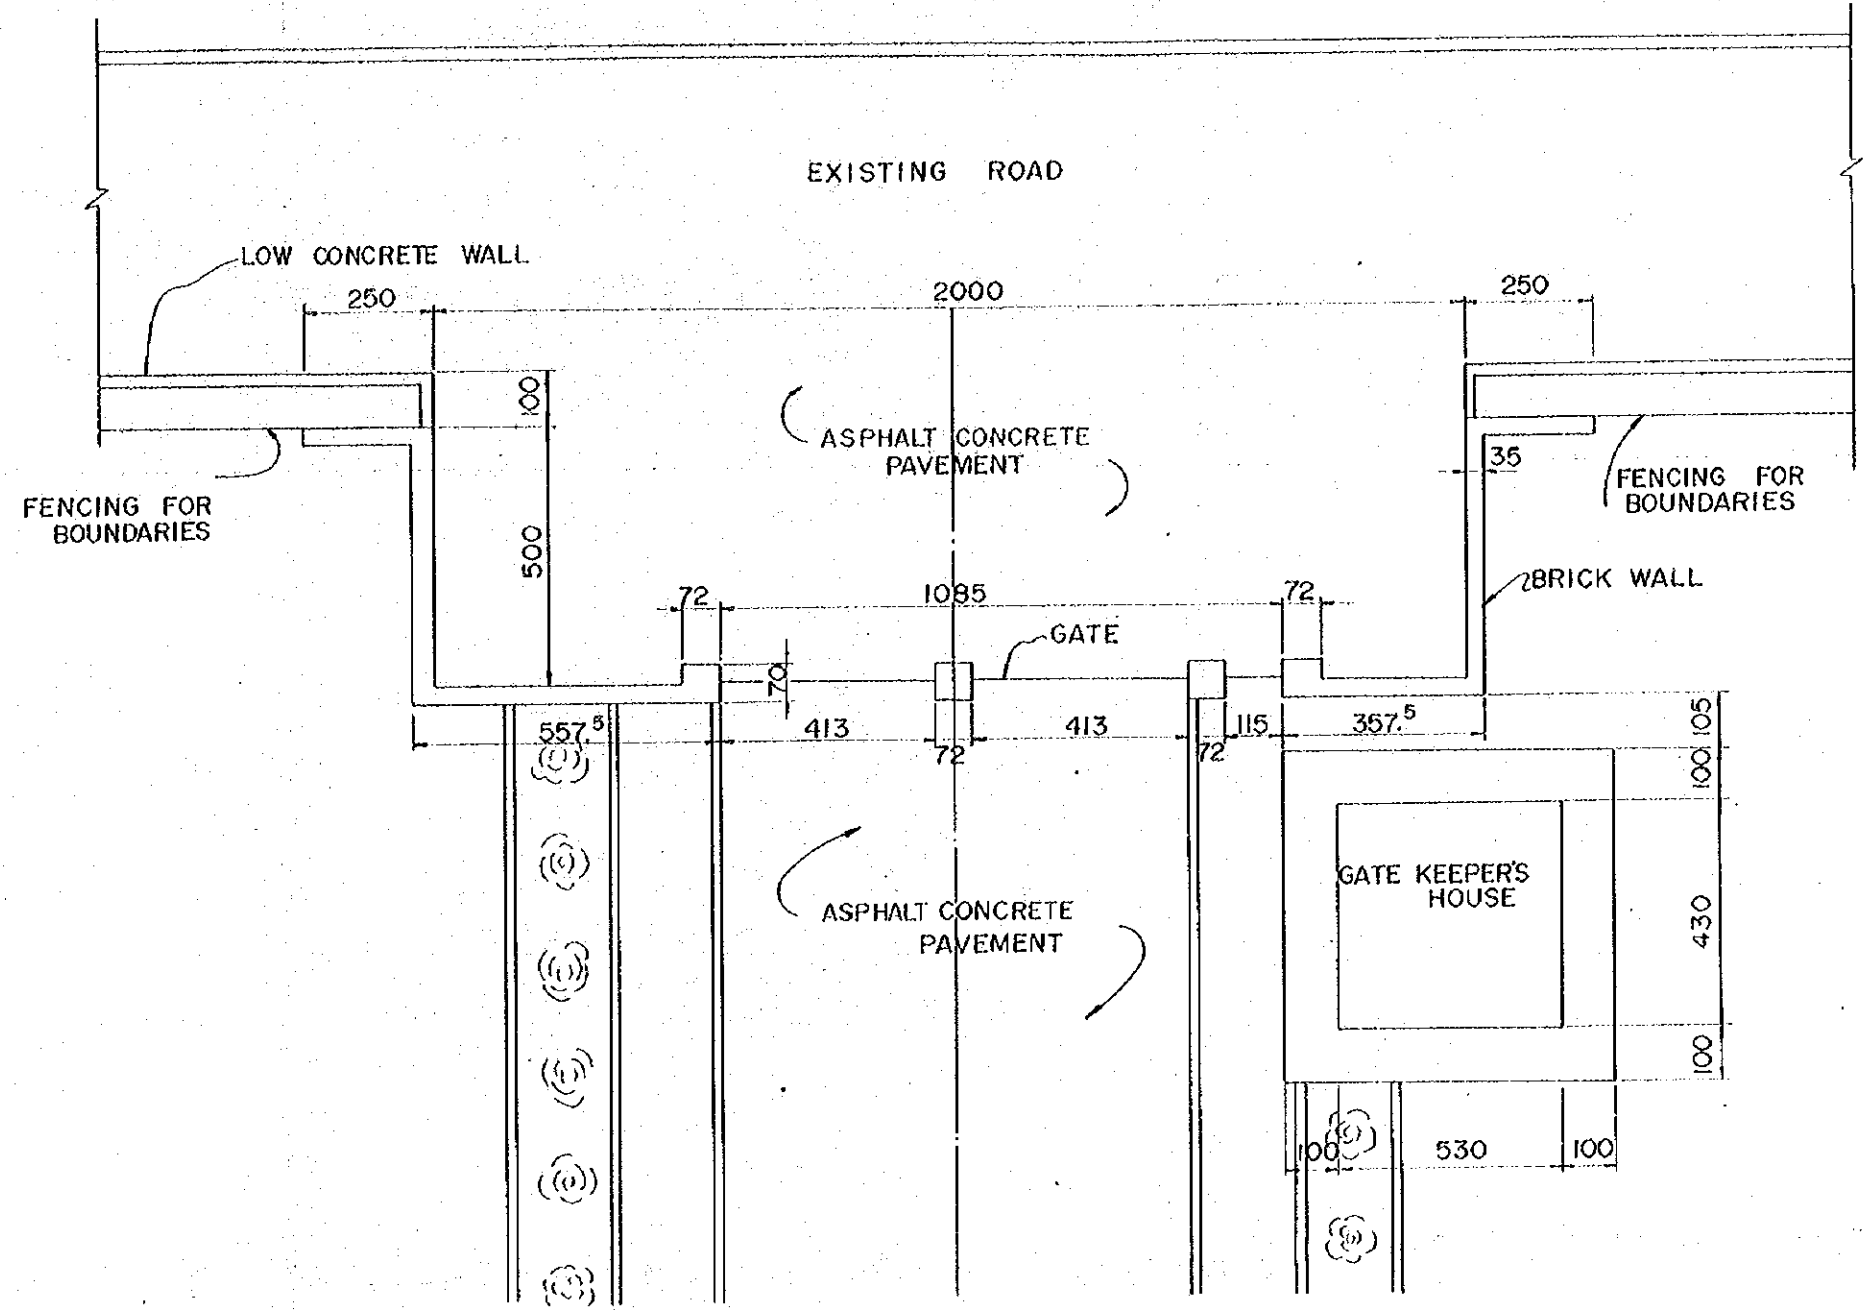 EXISTING ROAD
LOW CONCRETE WALL
250
2000
250
100
ASPHALT CONCRETE
PAVEMENT
35
FENCING FOR
BOUNDARIES
FENCING FOR
BOUNDARIES
500
BRICK WALL
72
1085
72
GATE
70
557.5
413
72
413
72
115
357.5
105
100
GATE KEEPER'S
HOUSE
430
ASPHALT CONCRETE
PAVEMENT
100
100
530
100